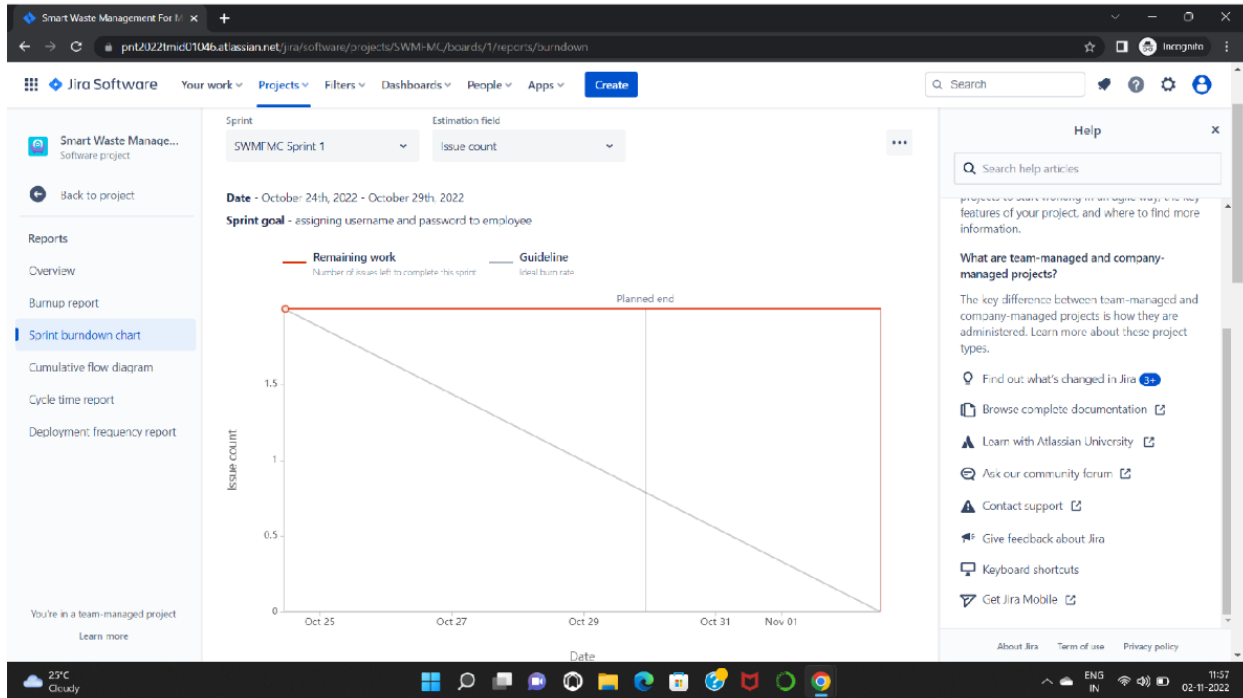 Smart Waste Management For M
pnt2022tmid01046.atlassian.net/jira/software/projects/SWMFMC/boards/1/reports/burndown
Incognito
Jira Software
Your work
Projects
Filters
Dashboards
People
Apps
Create
Search
Smart Waste Manage...
Software project
Back to project
Reports
Overview
Burnup report
Sprint burndown chart
Cumulative flow diagram
Cycle time report
Deployment frequency report
You're in a team-managed project
Learn more
Sprint
Estimation field
SWMFMC Sprint 1
Issue count
Date - October 24th, 2022 - October 29th, 2022
Sprint goal - assigning username and password to employee
Remaining work
Guideline
Number of issues left to complete this sprint
Ideal burn rate
Planned end
1.5
1
0.5
0
Issue count
Oct 25
Oct 27
Oct 29
Oct 31
Nov 01
Date
Help
Search help articles
projects to start working in an agile way, the key
features of your project, and where to find more
information.
What are team-managed and company-
managed projects?
The key difference between team-managed and
company-managed projects is how they are
administered. Learn more about these project
types.
Find out what's changed in Jira 3+
Browse complete documentation
Learn with Atlassian University
Ask our community forum
Contact support
Give feedback about Jira
Keyboard shortcuts
Get Jira Mobile
About Jira
Term of use
Privacy policy
25°C
Cloudy
ENG
IN
11:57
02-11-2022